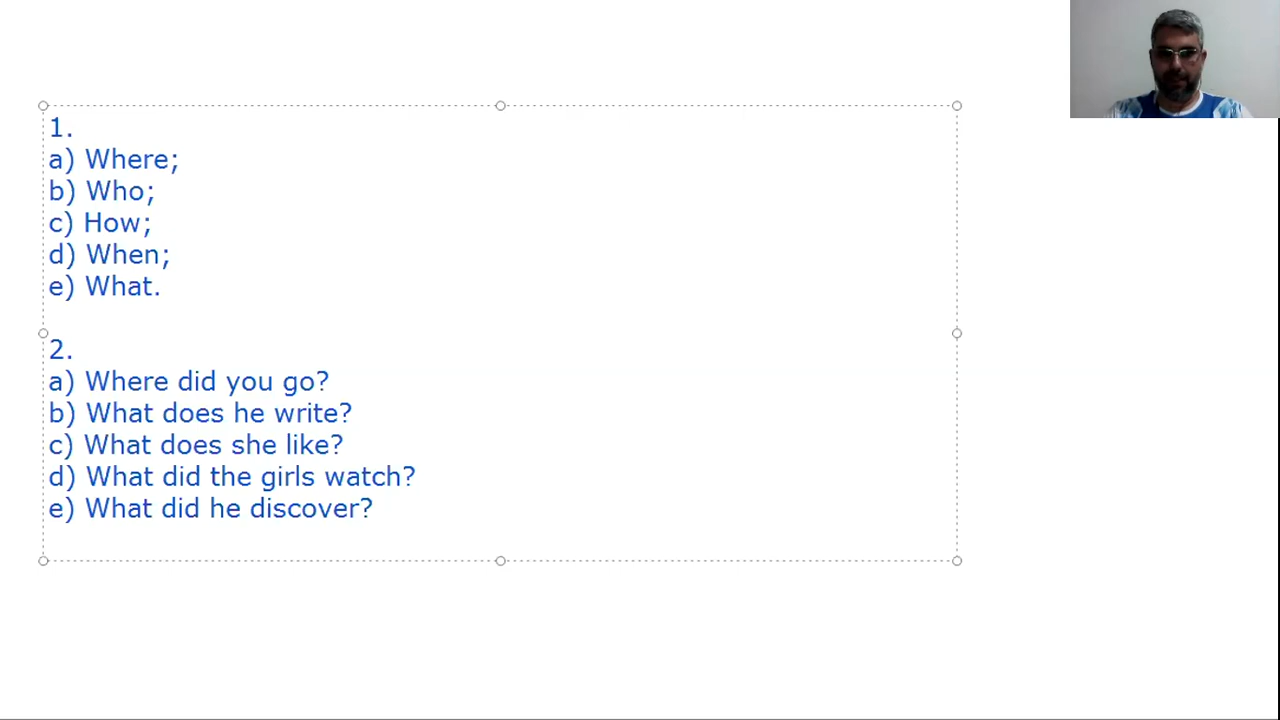 1.
a) Where;
b) Who;
c) How;
d) When;
e) What.
2.
a) Where did you go?
b) What does he write?
c) What does she like?
d) What did the girls watch?
e) What did he discover?